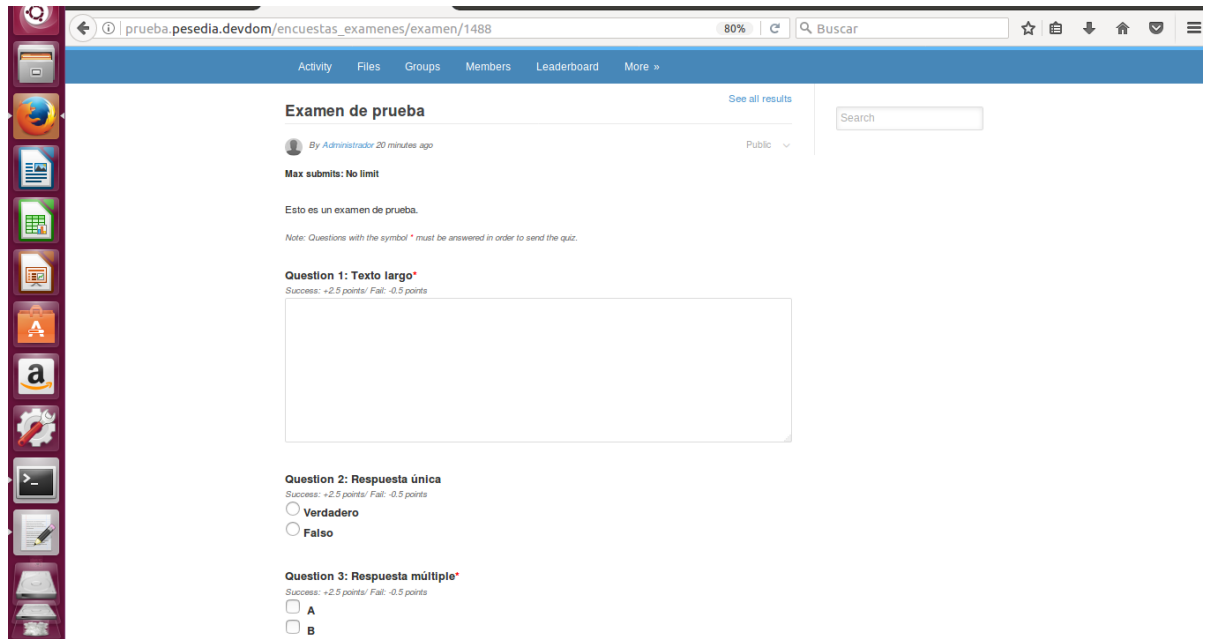 prueba.pesedia.devdom/encuestas_examenes/examen/1488 80% Buscar
Activity Files Groups Members Leaderboard More »
See all results
Examen de prueba
Search
By Administrador 20 minutes ago Public
Max submits: No limit
Esto es un examen de prueba.
Note: Questions with the symbol * must be answered in order to send the quiz.
Question 1: Texto largo*
Success: +2.5 points/ Fail: -0.5 points
Question 2: Respuesta única
Success: +2.5 points/ Fail: -0.5 points
Verdadero
Falso
Question 3: Respuesta múltiple*
Success: +2.5 points/ Fail: -0.5 points
A
B